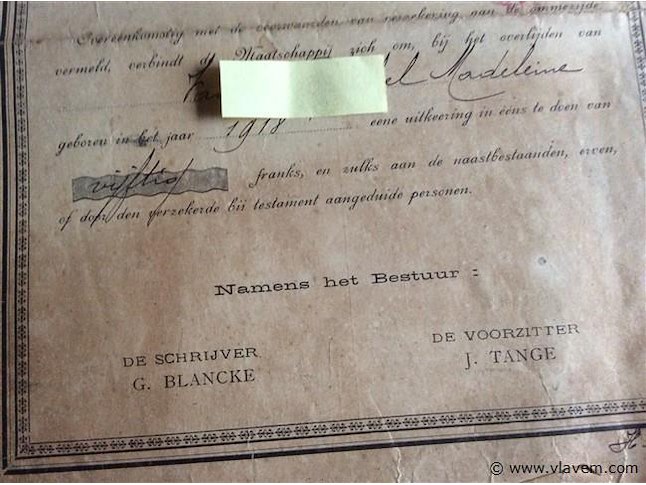 Overeenkomstig met de voorwaarden van verzekering aan de ommezijde
vermeld, verbindt de Maatschappij zich om, bij het overlijden van
el Madeleine
geboren in het jaar 1918 eene uitkeering in ééns te doen van
vijftig franks, en zulks aan de naastbestaanden, erven,
of door den verzekerde bij testament aangeduide personen.
Namens het Bestuur :
DE SCHRIJVER,
G. BLANCKE
DE VOORZITTER
J. TANGE
© www.vlavem.com